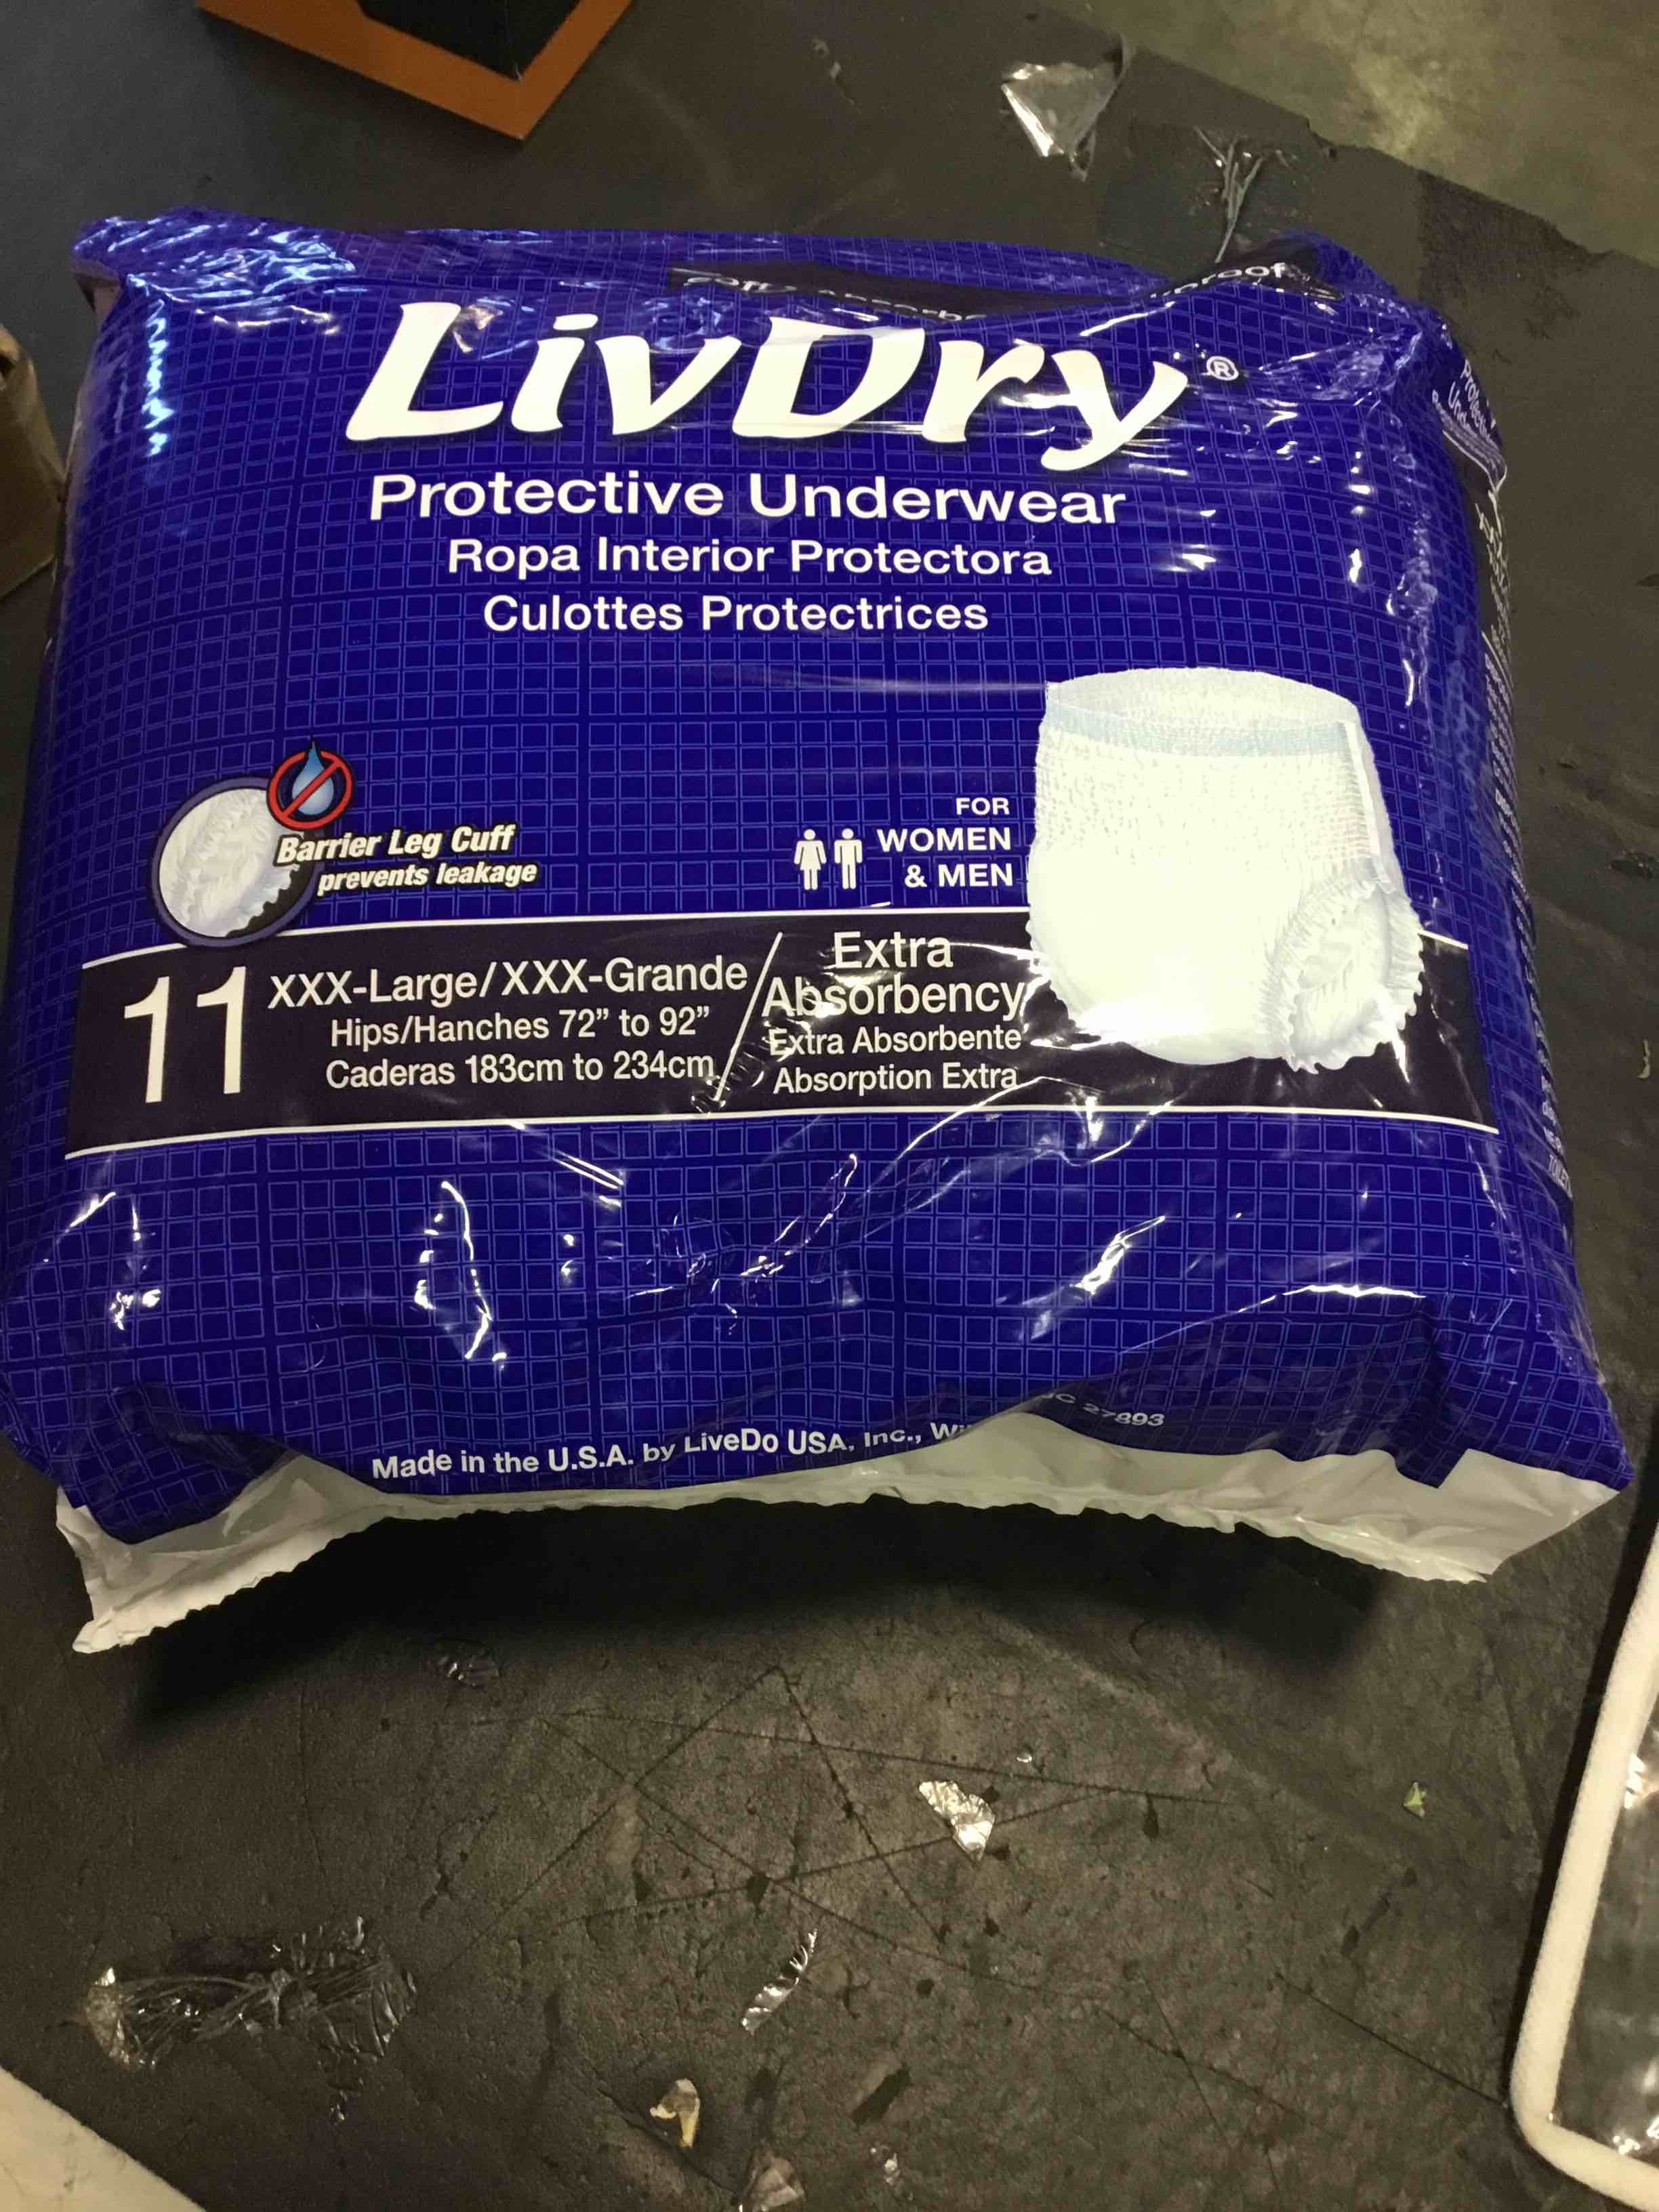 LivDry®
Protective Underwear
Ropa Interior Protectora
Culottes Protectrices
Barrier Leg Cuff
prevents leakage
FOR
WOMEN
& MEN
11
XXX-Large/XXX-Grande
Hips/Hanches 72” to 92”
Caderas 183cm to 234cm
Extra
Absorbency
Extra Absorbente
Absorption Extra
Made in the U.S.A. by LiveDo USA, Inc., 27893